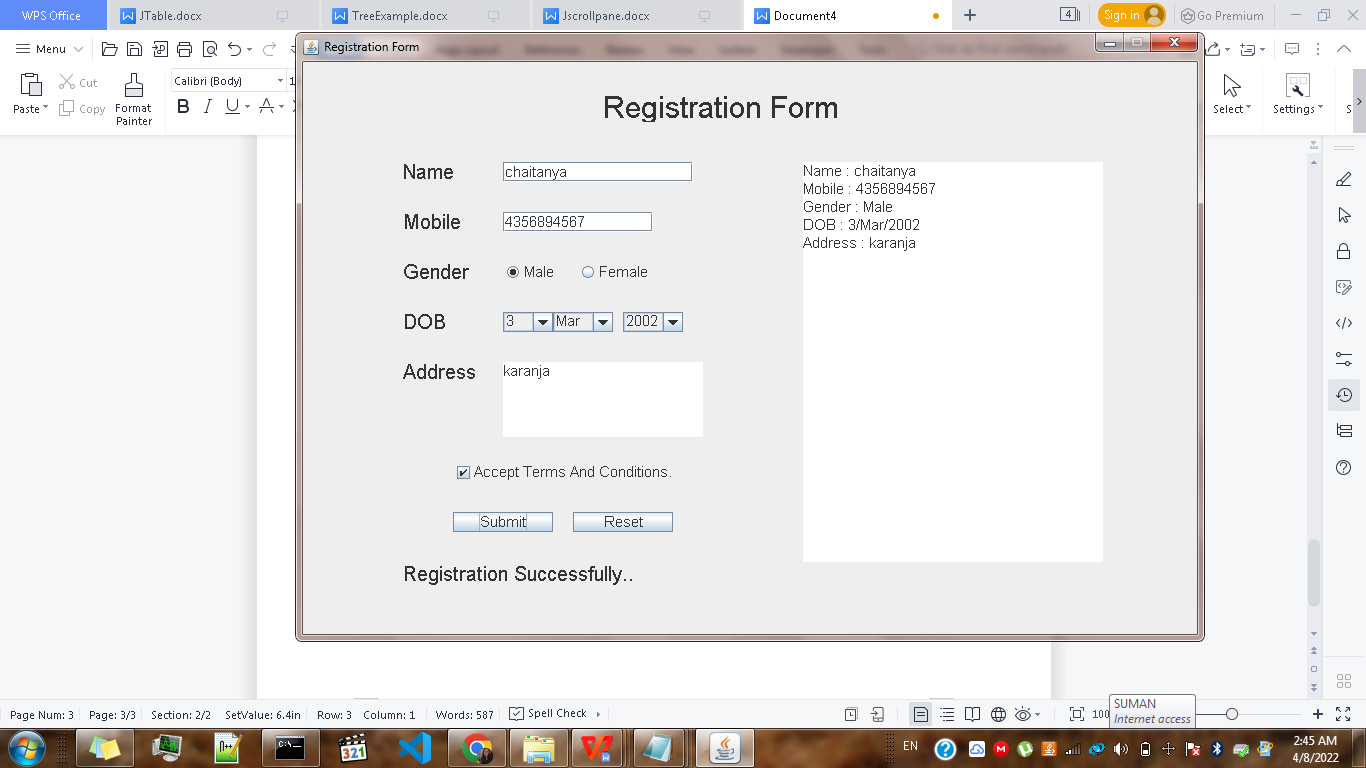 WPS Office JTable.docx TreeExample.docx Jscrollpane.docx Document4 4 Sign in Go Premium
Menu
Registration Form
Paste Cut Copy Format Painter
Calibri (Body)
B I U A
Select Settings S
Registration Form
Name chaitanya
Mobile 4356894567
Gender Male Female
DOB 3 Mar 2002
Address karanja
Accept Terms And Conditions.
Submit Reset
Registration Successfully..
Name : chaitanya
Mobile : 4356894567
Gender : Male
DOB : 3/Mar/2002
Address : karanja
Page Num: 3 Page: 3/3 Section: 2/2 SetValue: 6.4in Row: 3 Column: 1 Words: 587 Spell Check 100
SUMAN
Internet access
C:\_
321
EN
2:45 AM
4/8/2022